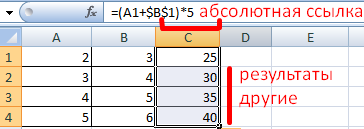 fx =(A1+$B$1)*5 абсолютная ссылка
A B C D E F
1 2 3 25
2 3 4 30
3 4 5 35
4 5 6 40
результаты
другие